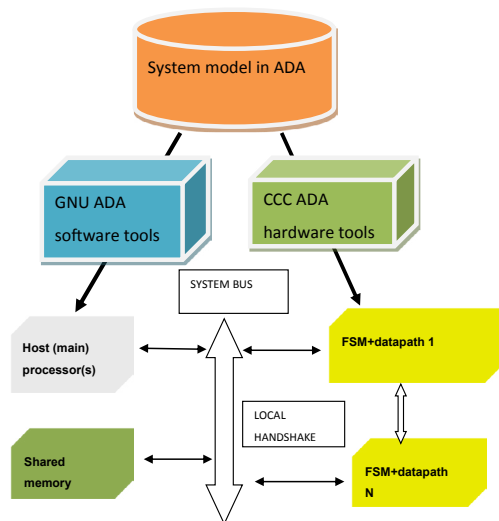 System model in ADA
GNU ADA
software tools
CCC ADA
hardware tools
SYSTEM BUS
Host (main)
processor(s)
FSM+datapath 1
LOCAL
HANDSHAKE
Shared
memory
FSM+datapath
N